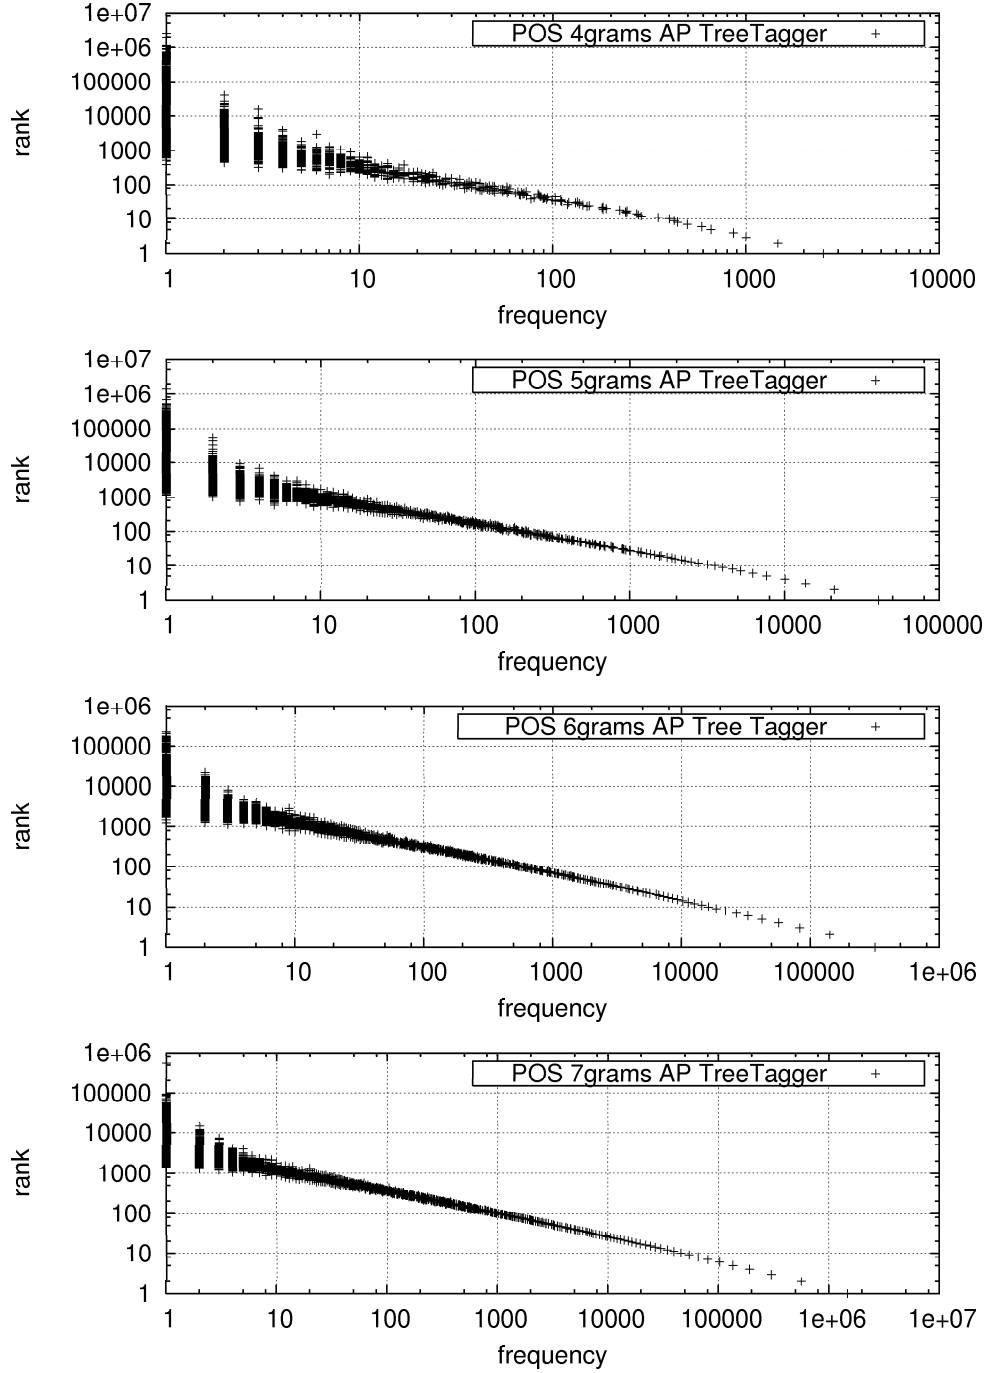 1e+07
POS 4grams AP TreeTagger
1e+06
100000
10000
rank
1000
100
10
1
1 10 100 1000 10000
frequency
1e+07
POS 5grams AP TreeTagger
1e+06
100000
10000
rank
1000
100
10
1
1 10 100 1000 10000 100000
frequency
1e+06
POS 6grams AP Tree Tagger
100000
10000
rank
1000
100
10
1
1 10 100 1000 10000 100000 1e+06
frequency
1e+06
POS 7grams AP TreeTagger
100000
10000
rank
1000
100
10
1
1 10 100 1000 10000 100000 1e+06 1e+07
frequency